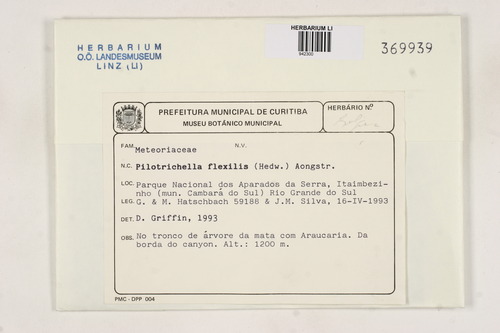 HERBARIUM LI
942300
HERBARIUM
O.Ö. LANDESMUSEUM
LINZ (LI)
369939
PREFEITURA MUNICIPAL DE CURITIBA
MUSEU BOTÂNICO MUNICIPAL
HERBÁRIO Nº
FAM. Meteoriaceae N.V.
N.C. Pilotrichella flexilis (Hedw.) Aongstr.
LOC. Parque Nacional dos Aparados da Serra, Itaimbezi-
nho (mun. Cambará do Sul) Rio Grande do Sul
LEG. G. & M. Hatschbach 59188 & J.M. Silva, 16-IV-1993
DET. D. Griffin, 1993
OBS. No tronco de árvore da mata com Araucaria. Da
borda do canyon. Alt.: 1200 m.
PMC - DPP 004